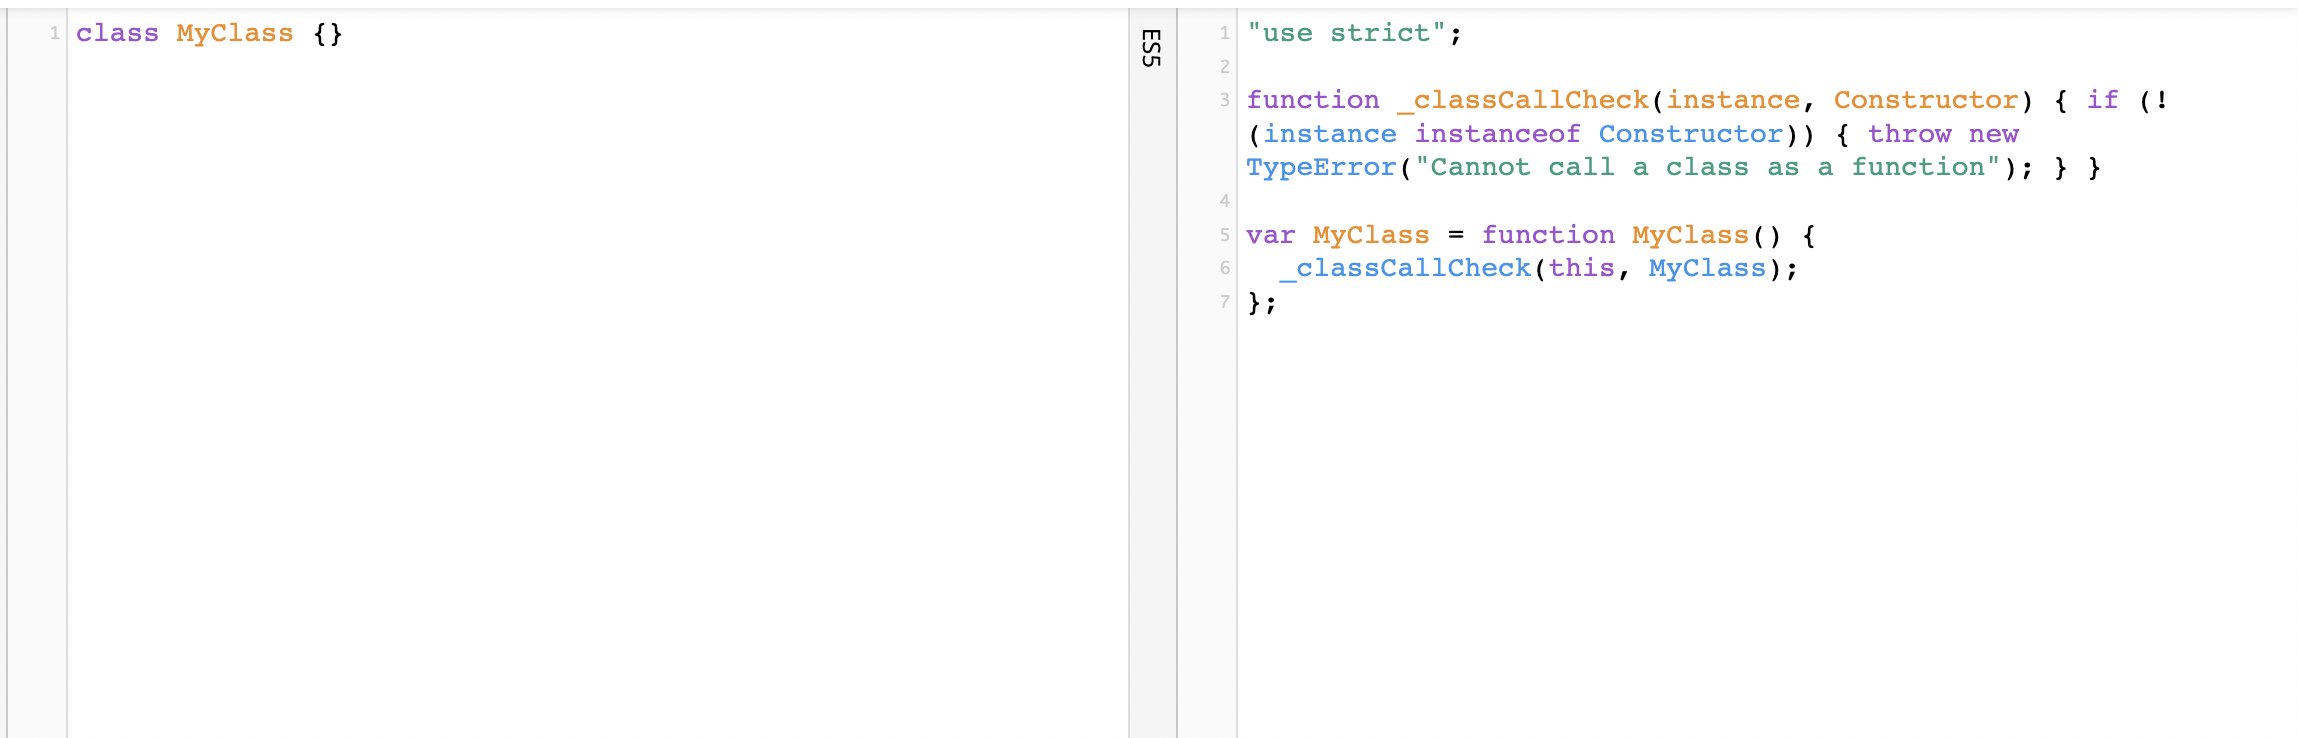 1 class MyClass {}
ES5
1 "use strict";
2
3 function _classCallCheck(instance, Constructor) { if (!
(instance instanceof Constructor)) { throw new
TypeError("Cannot call a class as a function"); } }
4
5 var MyClass = function MyClass() {
6   _classCallCheck(this, MyClass);
7 };